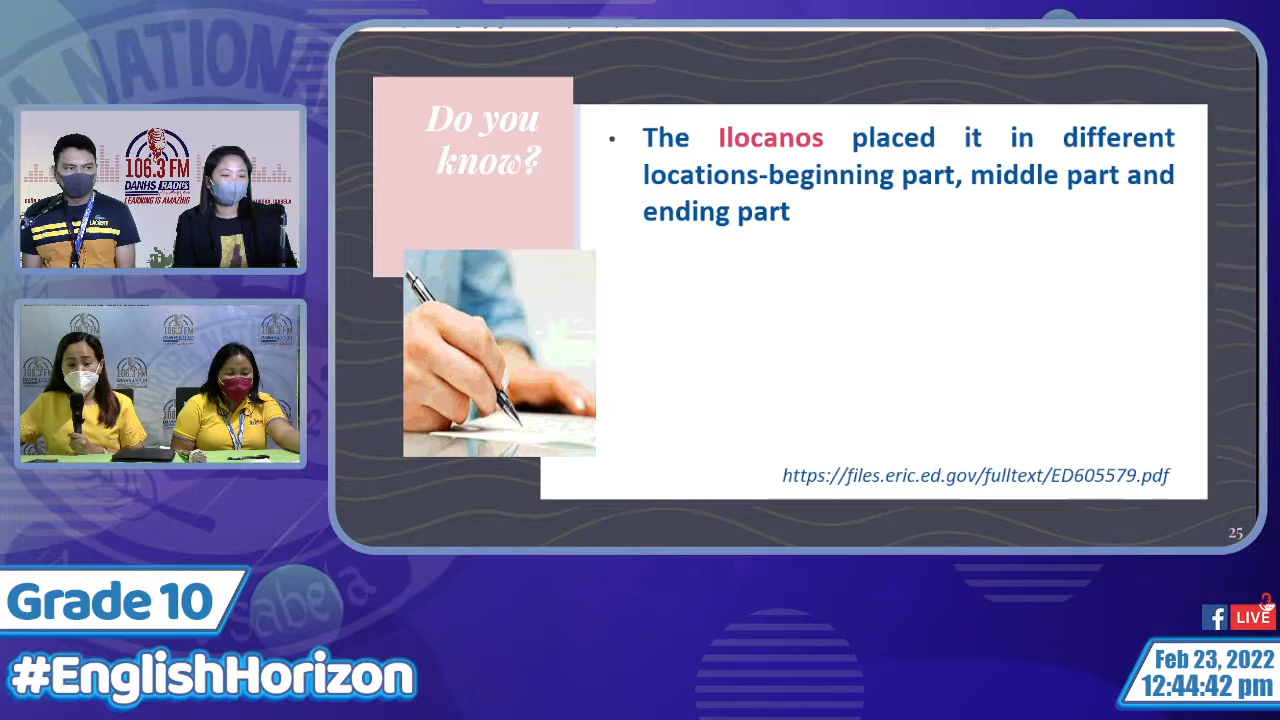 Do you
know?
• The Ilocanos placed it in different
locations-beginning part, middle part and
ending part
https://files.eric.ed.gov/fulltext/ED605579.pdf
25
106.3 FM
DANHS RADIO
LEARNING IS AMAZING
Grade 10
#EnglishHorizon
f LIVE
Feb 23, 2022
12:44:42 pm